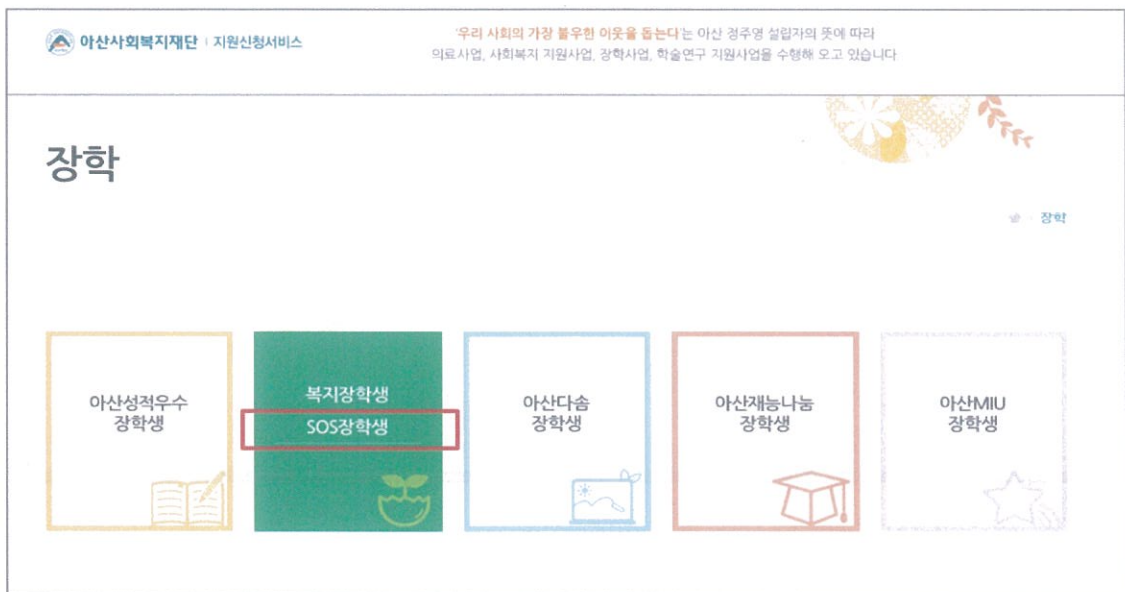 아산사회복지재단 | 지원신청서비스
'우리 사회의 가장 불우한 이웃을 돕는다'는 아산 정주영 설립자의 뜻에 따라
의료사업, 사회복지 지원사업, 장학사업, 학술연구 지원사업을 수행해 오고 있습니다
장학
장학
아산성적우수
장학생
복지장학생
SOS장학생
아산다솜
장학생
아산재능나눔
장학생
아산MIU
장학생